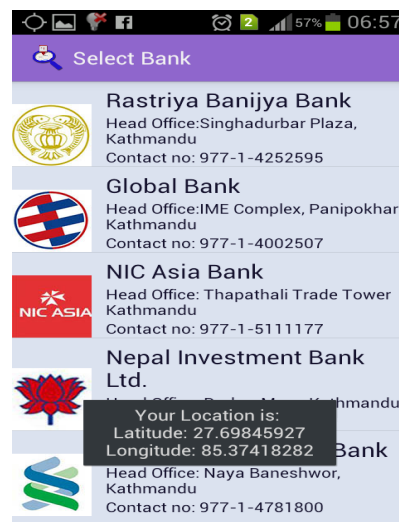 2 57% 06:57
Select Bank
Rastriya Banijya Bank
Head Office:Singhadurbar Plaza,
Kathmandu
Contact no: 977-1-4252595
Global Bank
Head Office:IME Complex, Panipokhar
Kathmandu
Contact no: 977-1-4002507
NIC ASIA
NIC Asia Bank
Head Office: Thapathali Trade Tower
Kathmandu
Contact no: 977-1-5111177
Nepal Investment Bank
Ltd.
Kathmandu
Your Location is:
Latitude: 27.69845927
Longitude: 85.37418282
Bank
Head Office: Naya Baneshwor,
Kathmandu
Contact no: 977-1-4781800